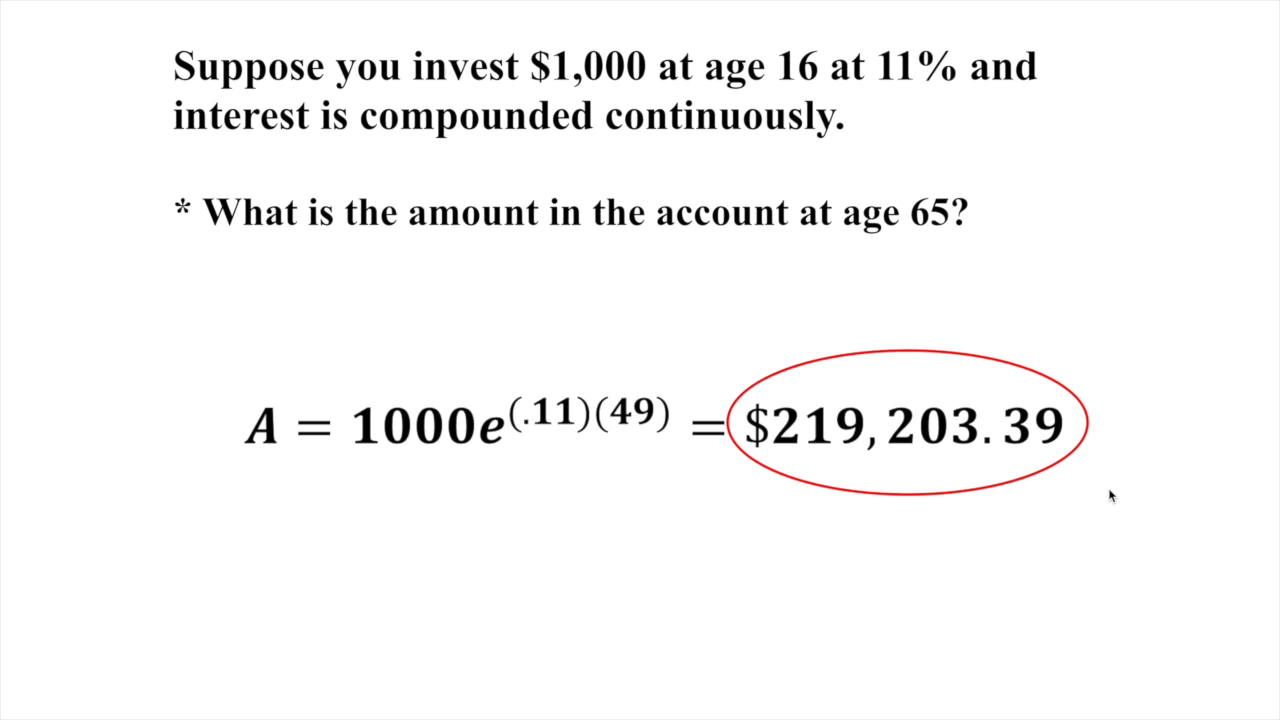 Suppose you invest $1,000 at age 16 at 11% and
interest is compounded continuously.
* What is the amount in the account at age 65?
A = 1000e^{(.11)(49)} = $219,203.39